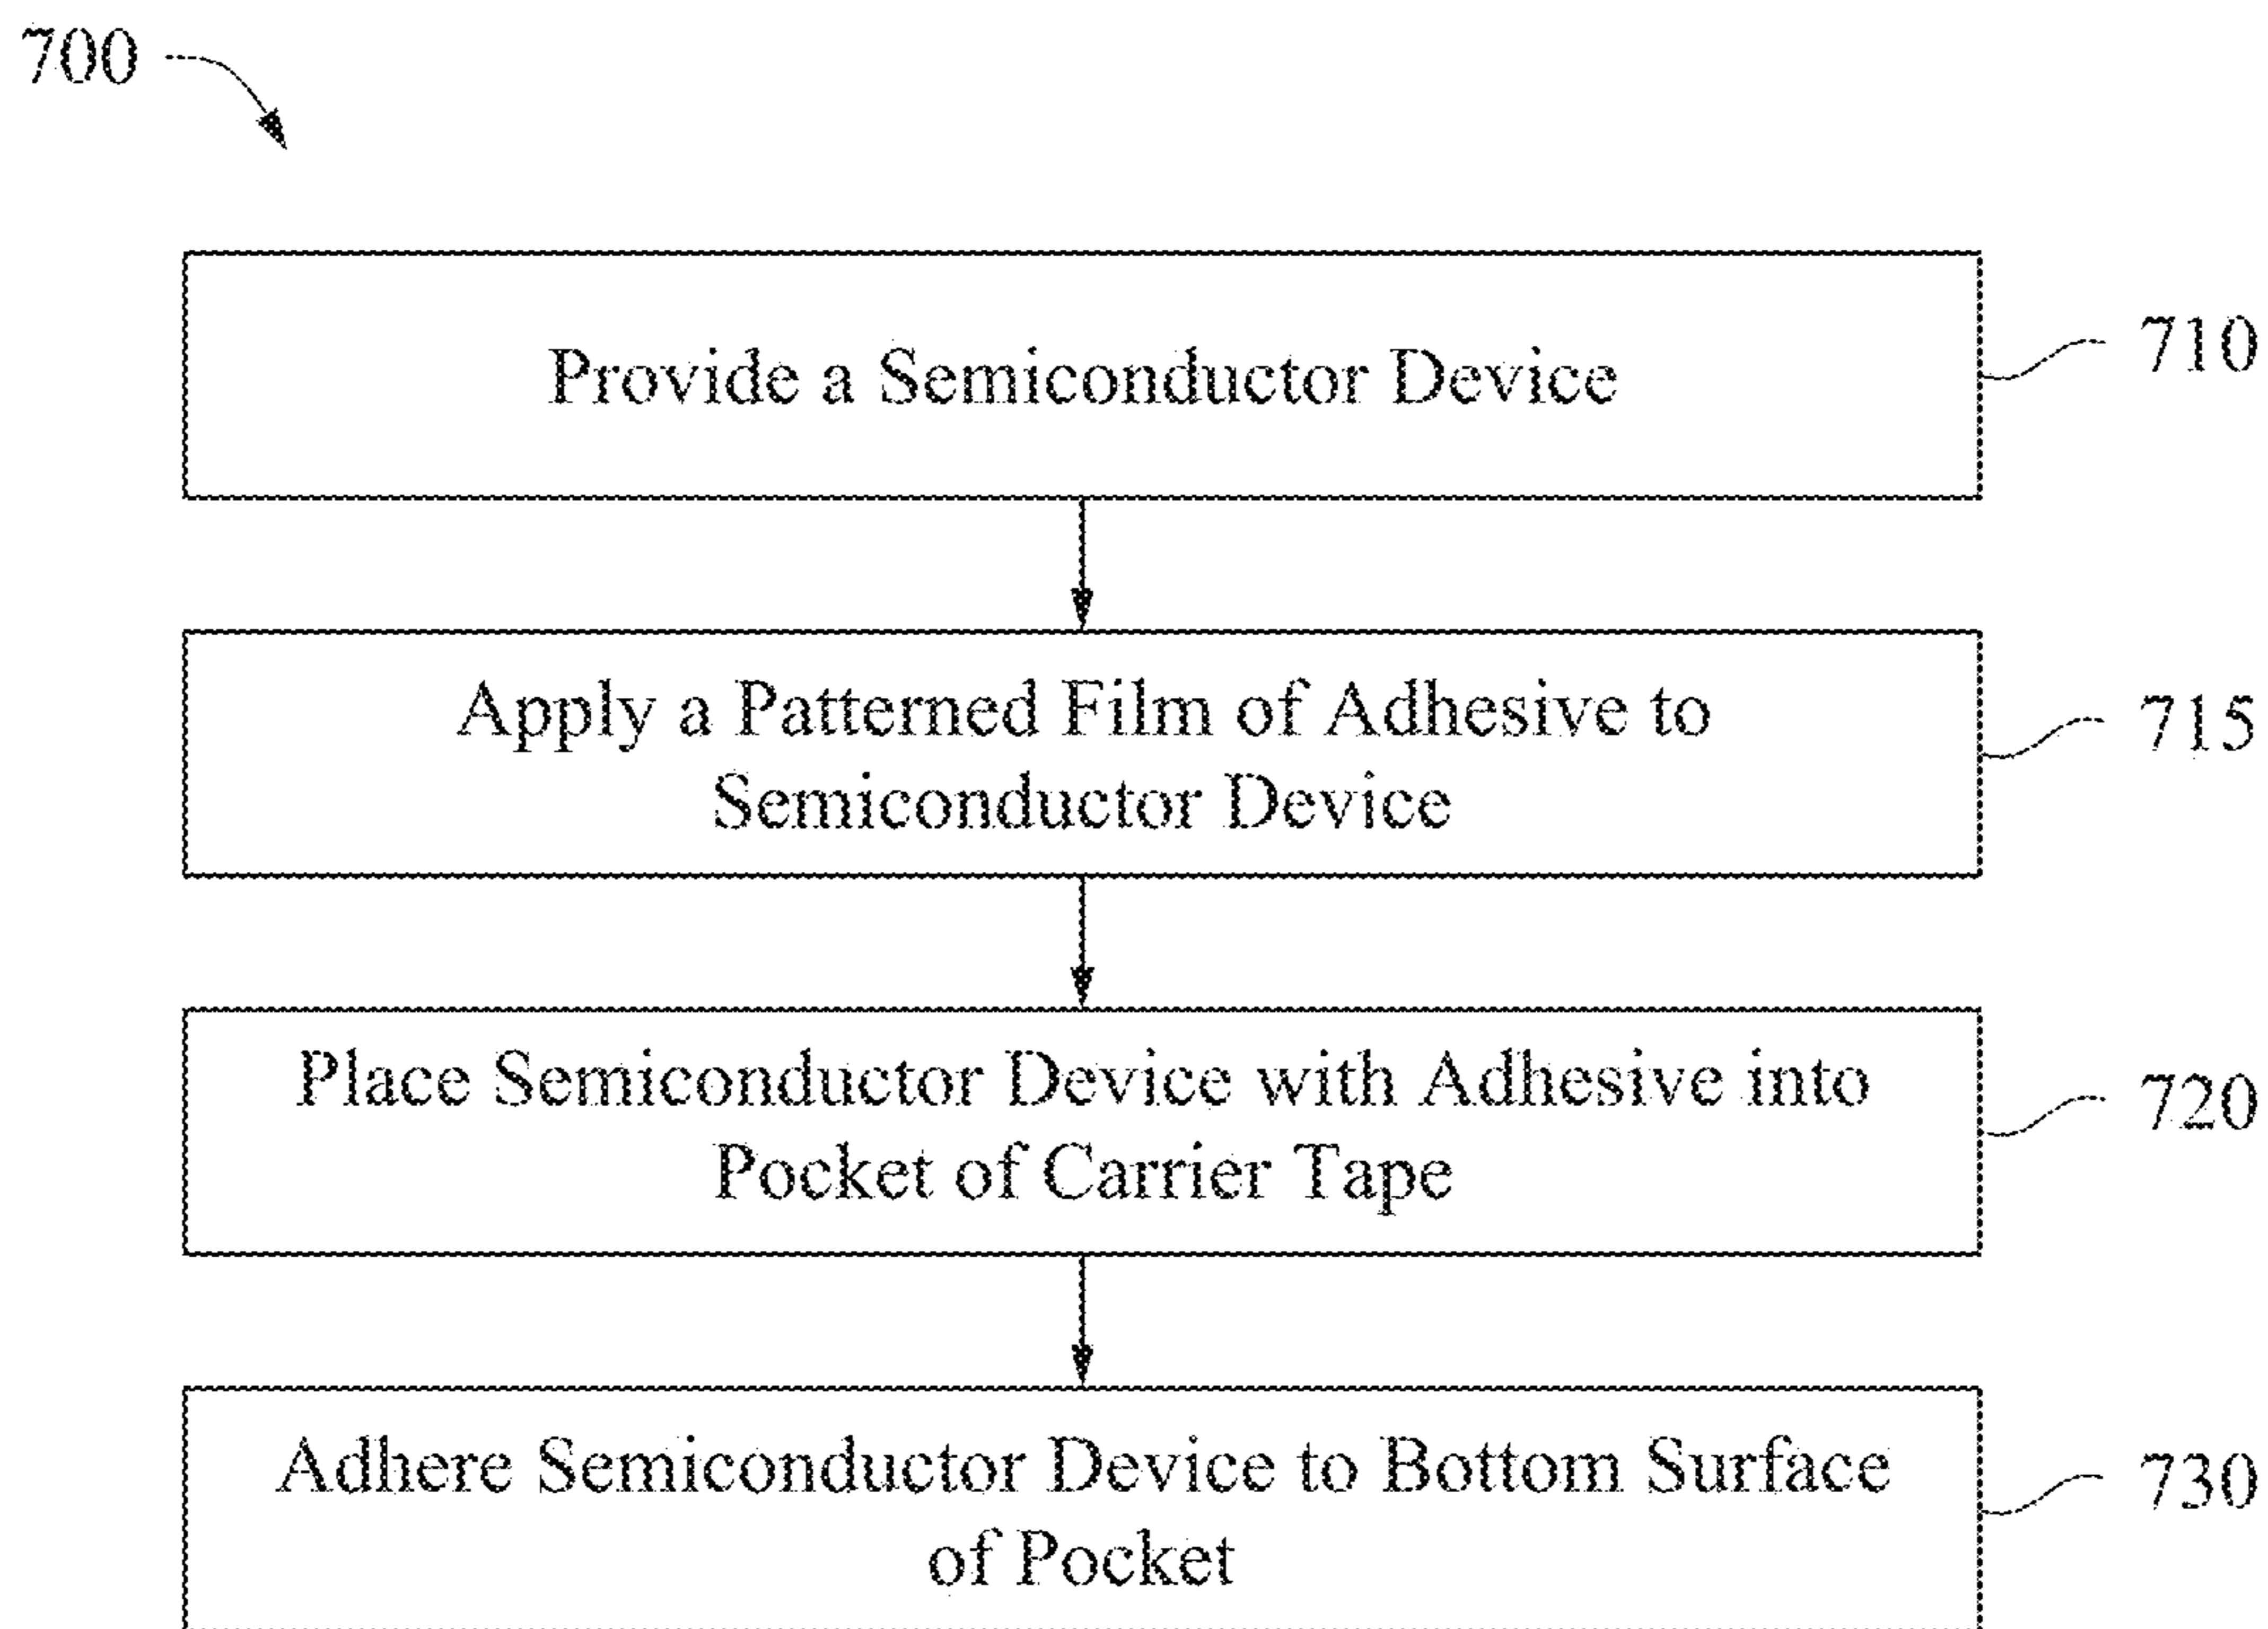 700
Provide a Semiconductor Device
710
Apply a Patterned Film of Adhesive to
Semiconductor Device
715
Place Semiconductor Device with Adhesive into
Pocket of Carrier Tape
720
Adhere Semiconductor Device to Bottom Surface
of Pocket
730